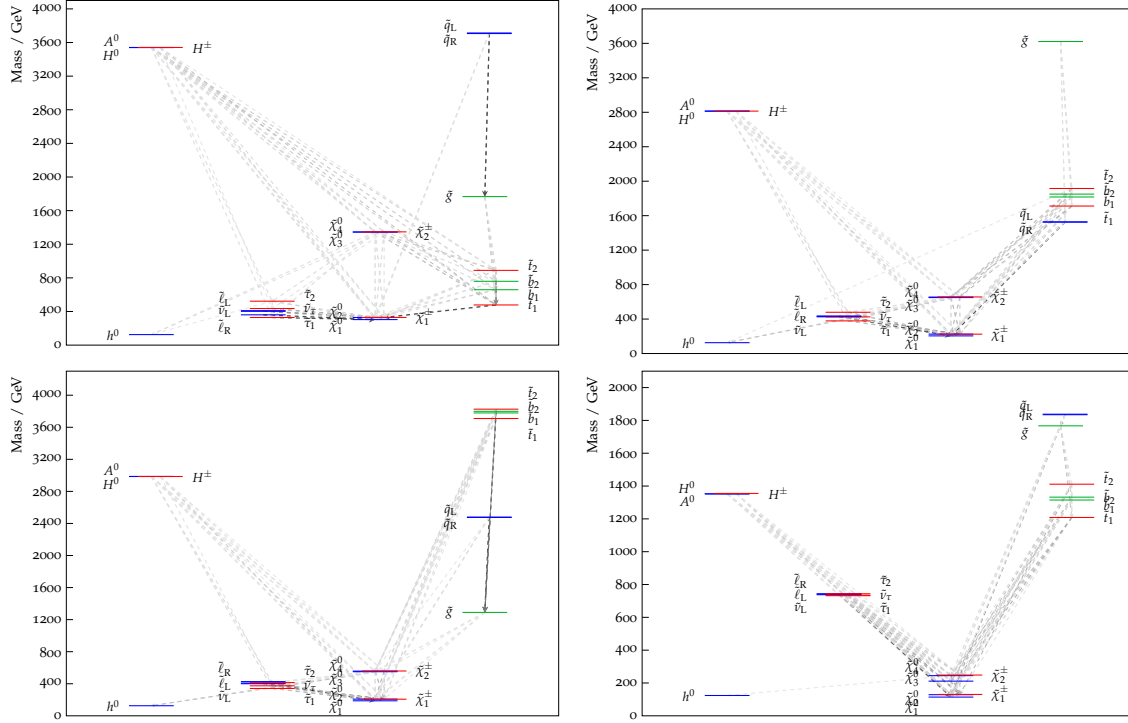 Mass / GeV
4000
3600
3200
2800
2400
2000
1600
1200
800
400
0
A⁰
H⁰
H±
h⁰
ℓ̃L
ν̃L
ℓ̃R
τ̃2
ν̃τ
τ̃1
χ̃⁰4
χ̃⁰3
χ̃±2
χ̃⁰2
χ̃⁰1
χ̃±1
q̃L
q̃R
g̃
t̃2
b̃2
b̃1
t̃1
Mass / GeV
4000
3600
3200
2800
2400
2000
1600
1200
800
400
0
A⁰
H⁰
H±
h⁰
ℓ̃L
ℓ̃R
ν̃L
τ̃2
ν̃τ
τ̃1
χ̃⁰4
χ̃⁰3
χ̃±2
χ̃⁰2
χ̃⁰1
χ̃±1
g̃
q̃L
q̃R
t̃2
b̃2
b̃1
t̃1
Mass / GeV
4000
3600
3200
2800
2400
2000
1600
1200
800
400
0
A⁰
H⁰
H±
h⁰
ℓ̃R
ℓ̃L
ν̃L
τ̃2
ν̃τ
τ̃1
χ̃⁰4
χ̃⁰3
χ̃±2
χ̃⁰2
χ̃⁰1
χ̃±1
q̃L
q̃R
g̃
t̃2
b̃2
b̃1
t̃1
Mass / GeV
2000
1800
1600
1400
1200
1000
800
600
400
200
0
H⁰
A⁰
H±
h⁰
ℓ̃R
ℓ̃L
ν̃L
τ̃2
ν̃τ
τ̃1
χ̃⁰4
χ̃⁰3
χ̃±2
χ̃⁰2
χ̃⁰1
χ̃±1
q̃L
q̃R
g̃
t̃2
b̃2
b̃1
t̃1